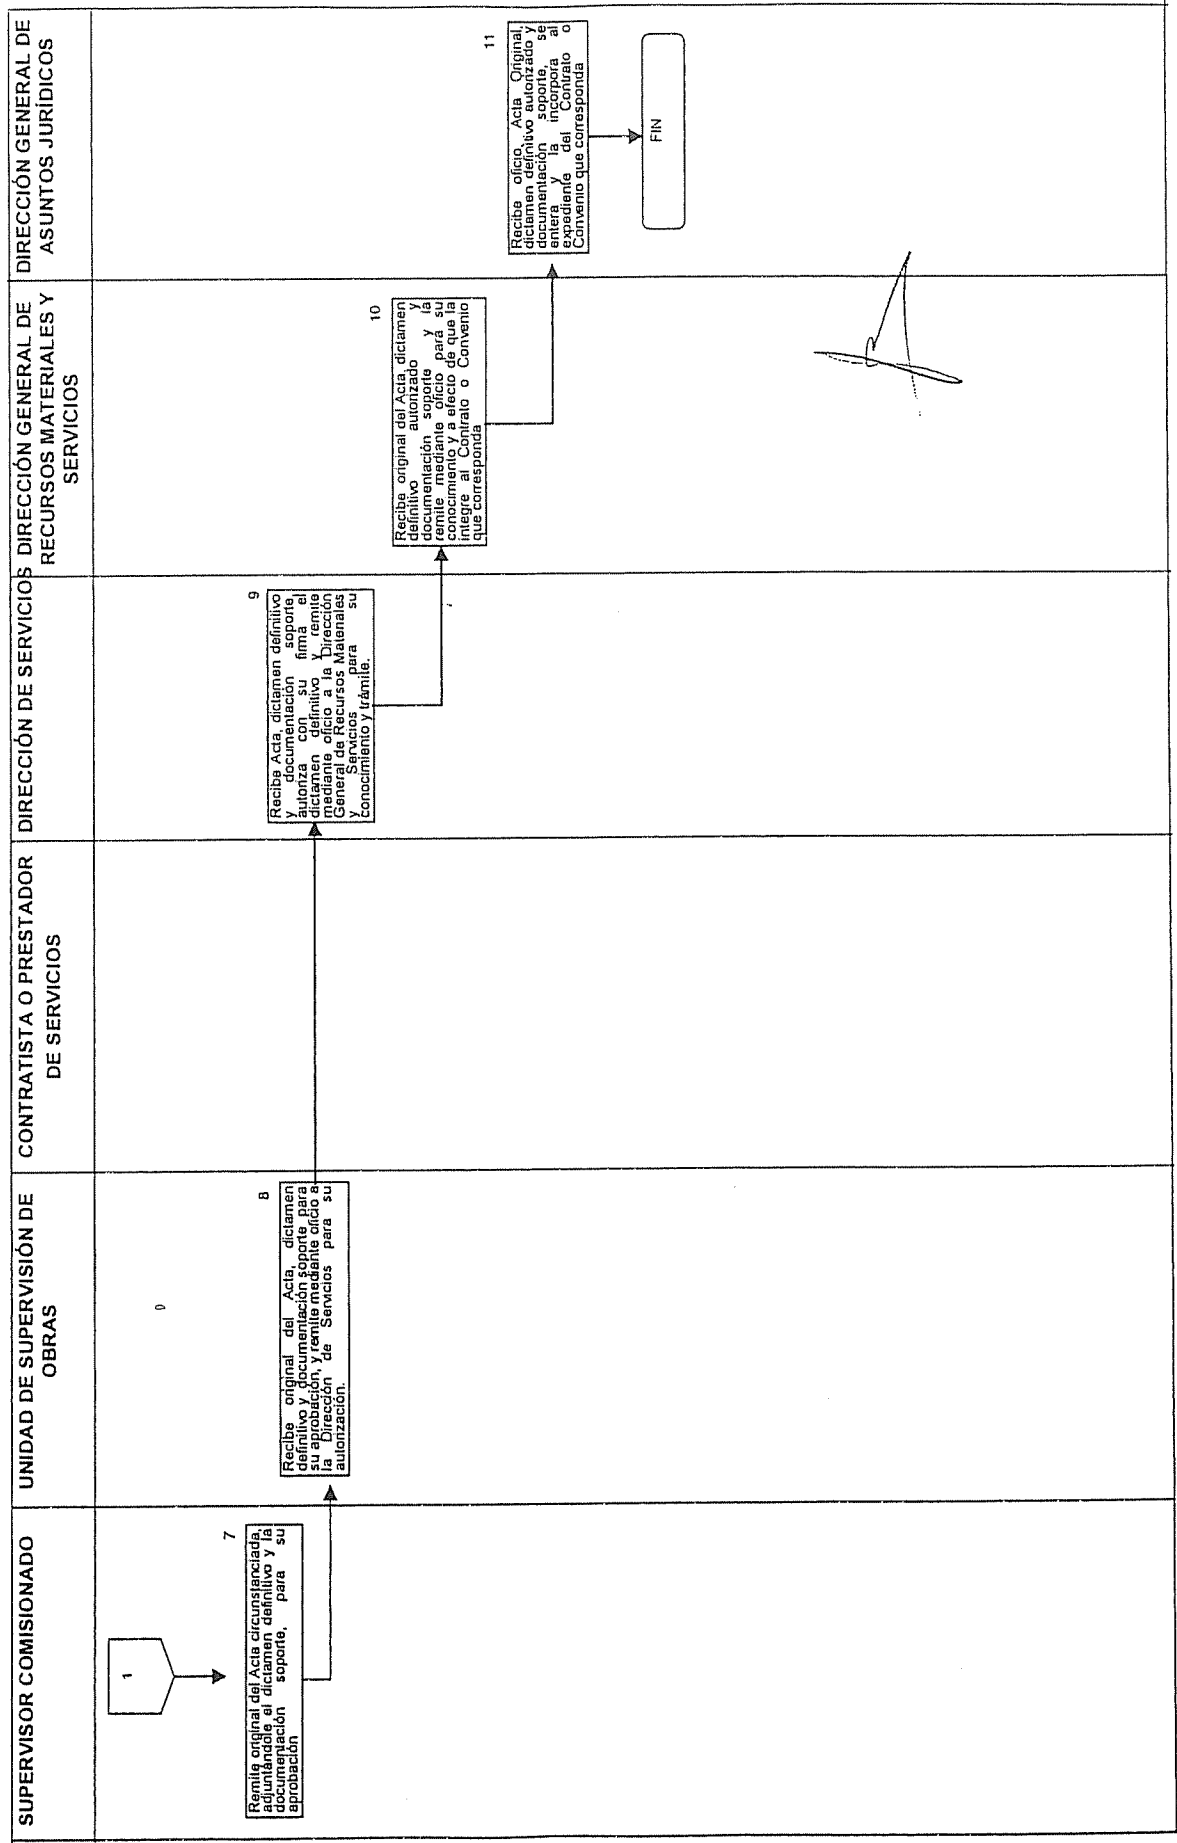 SUPERVISOR COMISIONADO
UNIDAD DE SUPERVISIÓN DE
OBRAS
CONTRATISTA O PRESTADOR
DE SERVICIOS
DIRECCIÓN DE SERVICIOS
DIRECCIÓN GENERAL DE
RECURSOS MATERIALES Y
SERVICIOS
DIRECCIÓN GENERAL DE
ASUNTOS JURÍDICOS
1
7
Remite original del Acta circunstanciada,
adjuntándole el dictamen definitivo y la
documentación soporte, para su
aprobación
8
Recibe original del Acta, dictamen
definitivo y documentación soporte para
su aprobación, y remite mediante oficio a
la Dirección de Servicios para su
autorización.
9
Recibe Acta, dictamen definitivo
y documentación soporte,
autoriza con su firma el
dictamen definitivo y remite
mediante oficio a la Dirección
General de Recursos Materiales
y Servicios para su
conocimiento y trámite.
10
Recibe original del Acta, dictamen
definitivo autorizado y
documentación soporte y la
remite mediante oficio para su
conocimiento y a efecto de que la
integre al Contrato o Convenio
que corresponda
11
Recibe oficio, Acta Original,
dictamen definitivo autorizado y
documentación soporte, se
entera y la incorpora al
expediente del Contrato o
Convenio que corresponda
FIN